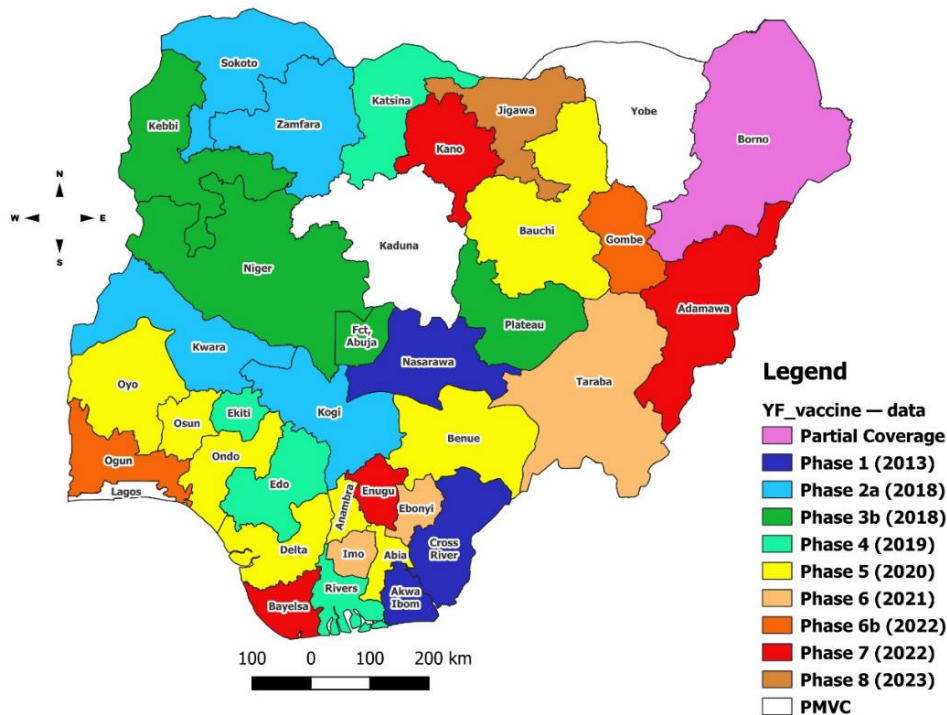 Sokoto
Katsina
Jigawa
Yobe
Borno
Kebbi
Zamfara
Kano
N
W
E
S
Kaduna
Bauchi
Gombe
Niger
Adamawa
Fct,
Abuja
Plateau
Nasarawa
Taraba
Kwara
Oyo
Kogi
Osun
Ekiti
Benue
Ogun
Ondo
Lagos
Edo
Anambra
Enugu
Ebonyi
Delta
Imo
Abia
Cross
River
Rivers
Akwa
Ibom
Bayelsa
100 0 100 200 km
Legend
YF_vaccine — data
Partial Coverage
Phase 1 (2013)
Phase 2a (2018)
Phase 3b (2018)
Phase 4 (2019)
Phase 5 (2020)
Phase 6 (2021)
Phase 6b (2022)
Phase 7 (2022)
Phase 8 (2023)
PMVC